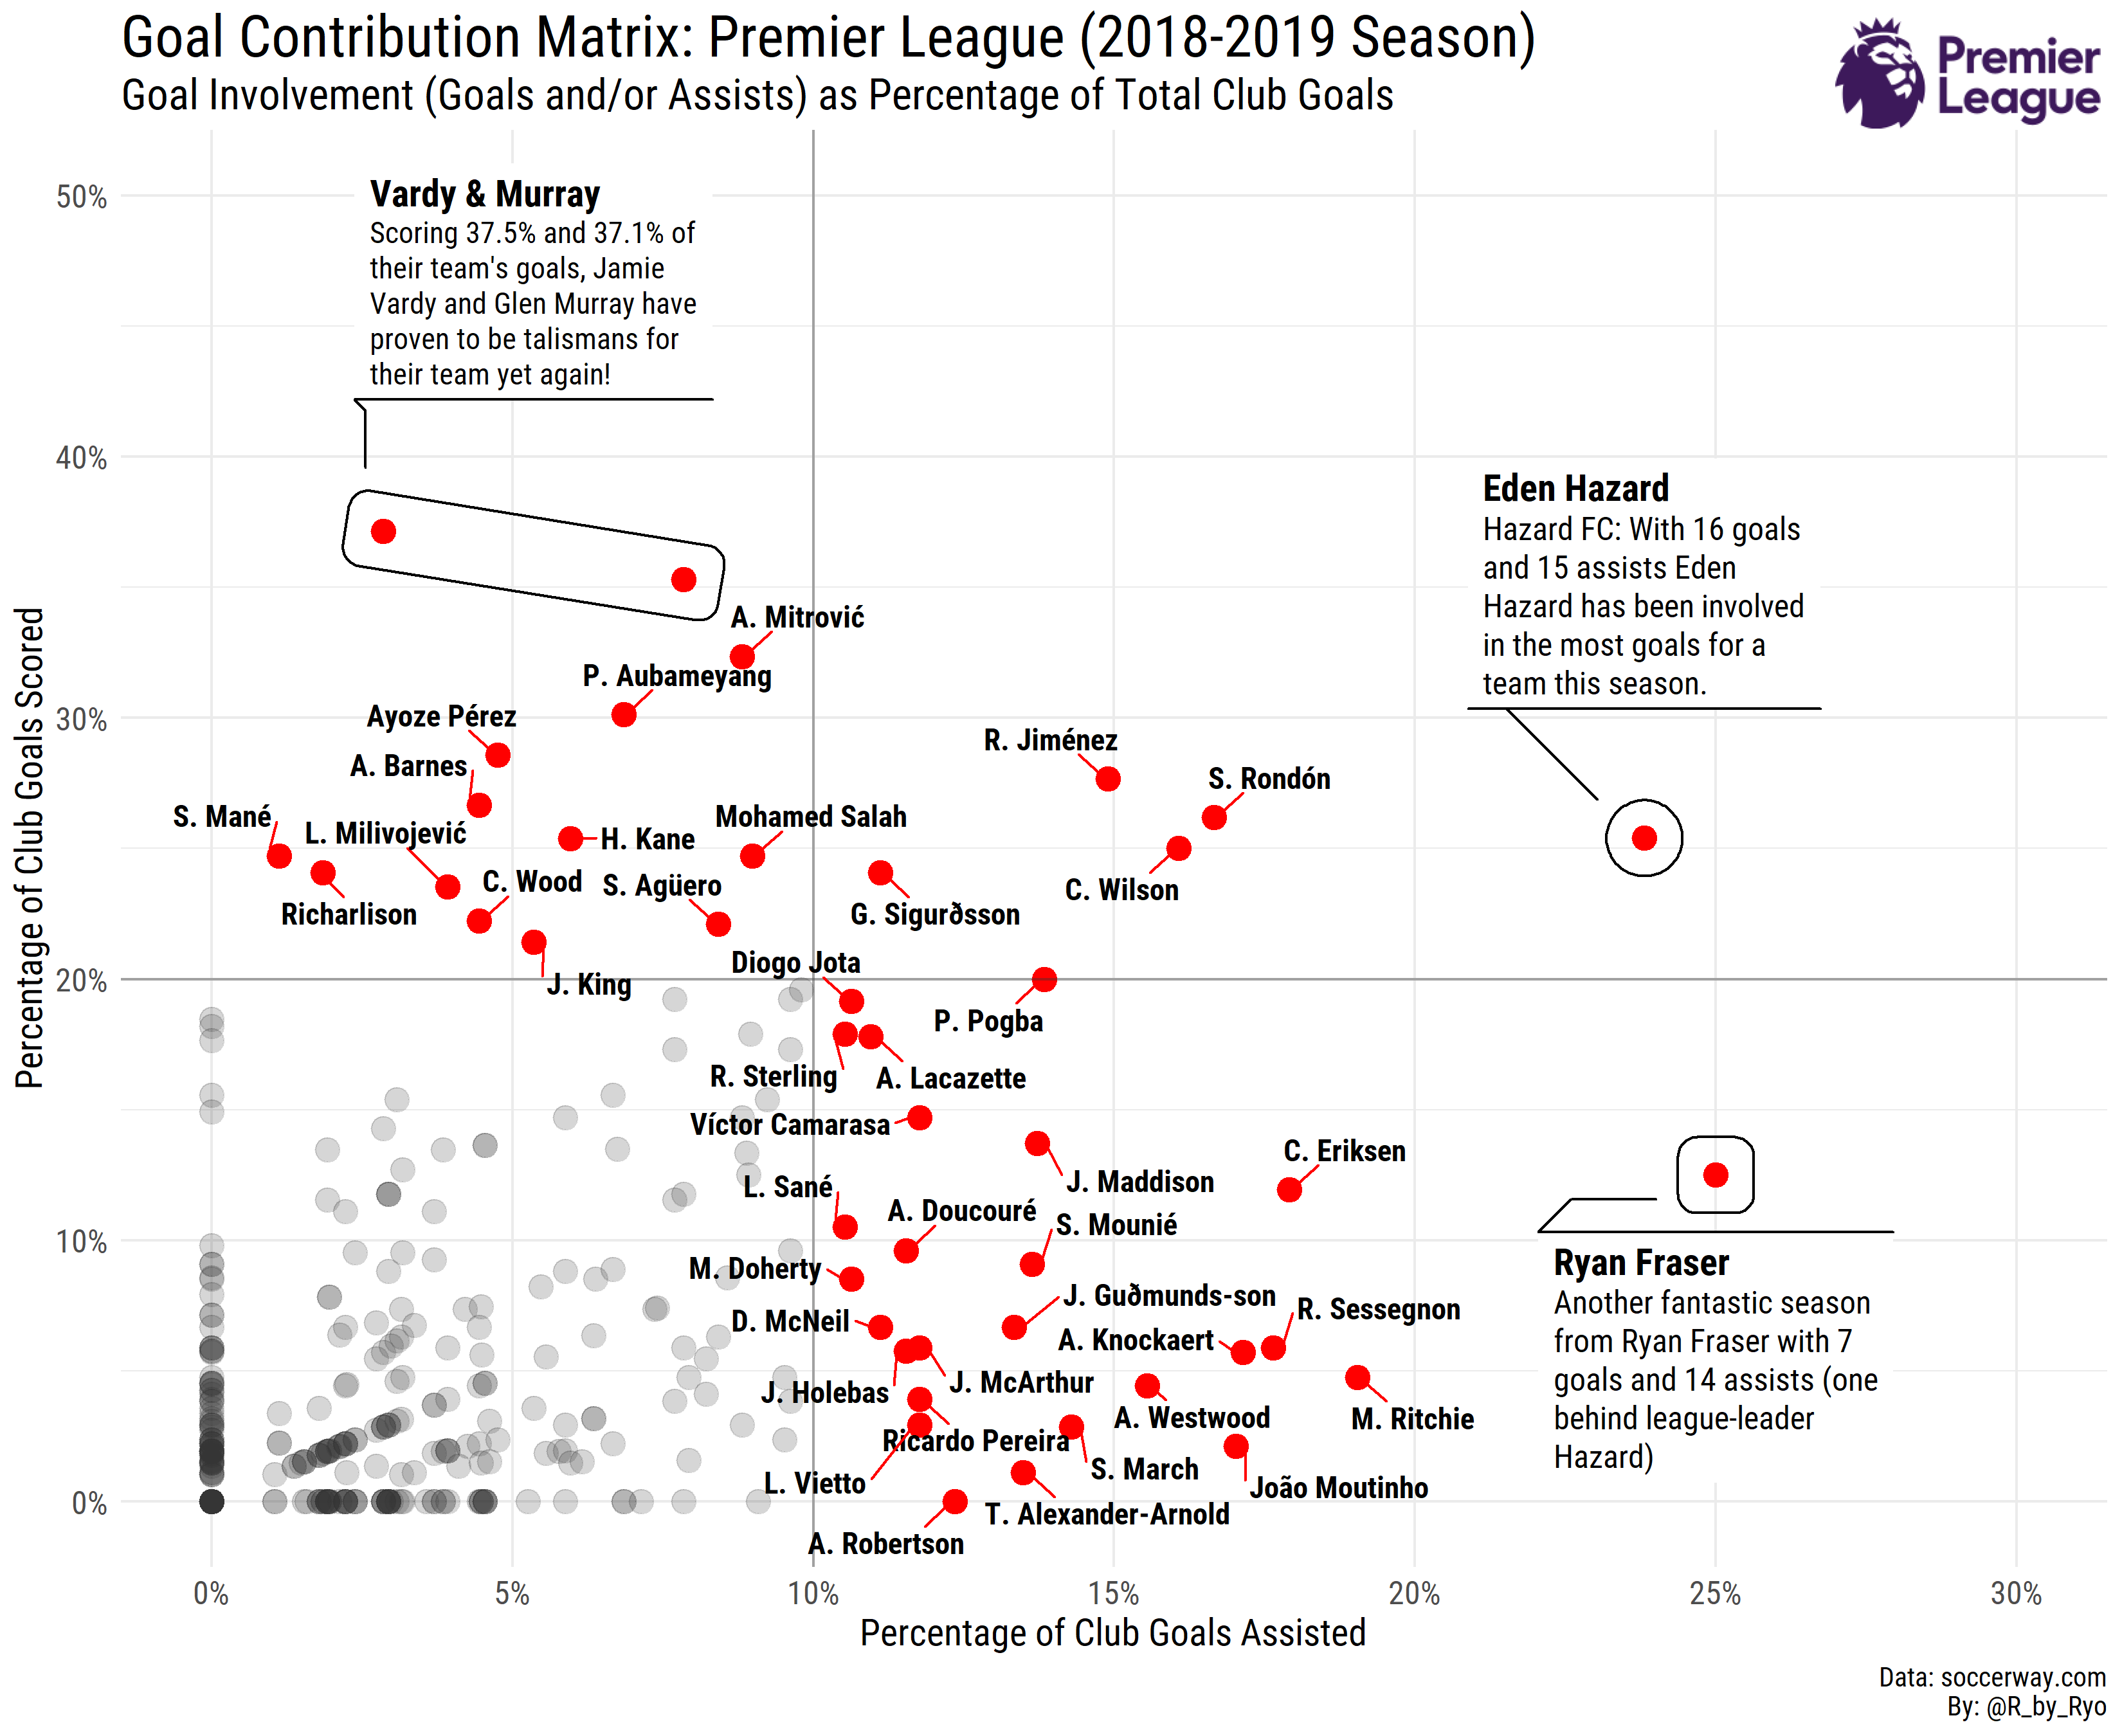 Goal Contribution Matrix: Premier League (2018-2019 Season)
Goal Involvement (Goals and/or Assists) as Percentage of Total Club Goals
Premier
League
Vardy & Murray
Scoring 37.5% and 37.1% of
their team's goals, Jamie
Vardy and Glen Murray have
proven to be talismans for
their team yet again!
Eden Hazard
Hazard FC: With 16 goals
and 15 assists Eden
Hazard has been involved
in the most goals for a
team this season.
Ryan Fraser
Another fantastic season
from Ryan Fraser with 7
goals and 14 assists (one
behind league-leader
Hazard)
A. Mitrović
P. Aubameyang
Ayoze Pérez
R. Jiménez
A. Barnes
S. Rondón
S. Mané
Mohamed Salah
L. Milivojević
H. Kane
C. Wood
S. Agüero
C. Wilson
Richarlison
G. Sigurðsson
Diogo Jota
J. King
P. Pogba
R. Sterling
A. Lacazette
Víctor Camarasa
C. Eriksen
J. Maddison
L. Sané
A. Doucouré
S. Mounié
M. Doherty
J. Guðmunds-son
R. Sessegnon
D. McNeil
A. Knockaert
J. McArthur
J. Holebas
A. Westwood
M. Ritchie
Ricardo Pereira
S. March
L. Vietto
João Moutinho
T. Alexander-Arnold
A. Robertson
50%
40%
30%
20%
10%
0%
Percentage of Club Goals Scored
0%
5%
10%
15%
20%
25%
30%
Percentage of Club Goals Assisted
Data: soccerway.com
By: @R_by_Ryo